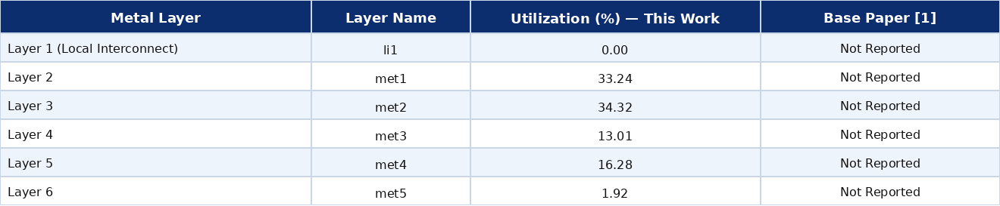 Metal Layer Layer Name Utilization (%) — This Work Base Paper [1]
Layer 1 (Local Interconnect) li1 0.00 Not Reported
Layer 2 met1 33.24 Not Reported
Layer 3 met2 34.32 Not Reported
Layer 4 met3 13.01 Not Reported
Layer 5 met4 16.28 Not Reported
Layer 6 met5 1.92 Not Reported